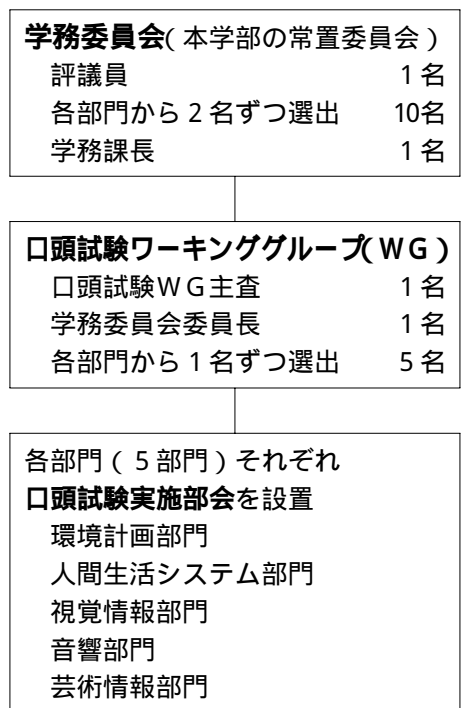 学務委員会(本学部の常置委員会)
評議員 1名
各部門から2名ずつ選出 10名
学務課長 1名
口頭試験ワーキンググループ(WG)
口頭試験WG主査 1名
学務委員会委員長 1名
各部門から1名ずつ選出 5名
各部門(5部門)それぞれ
口頭試験実施部会を設置
環境計画部門
人間生活システム部門
視覚情報部門
音響部門
芸術情報部門